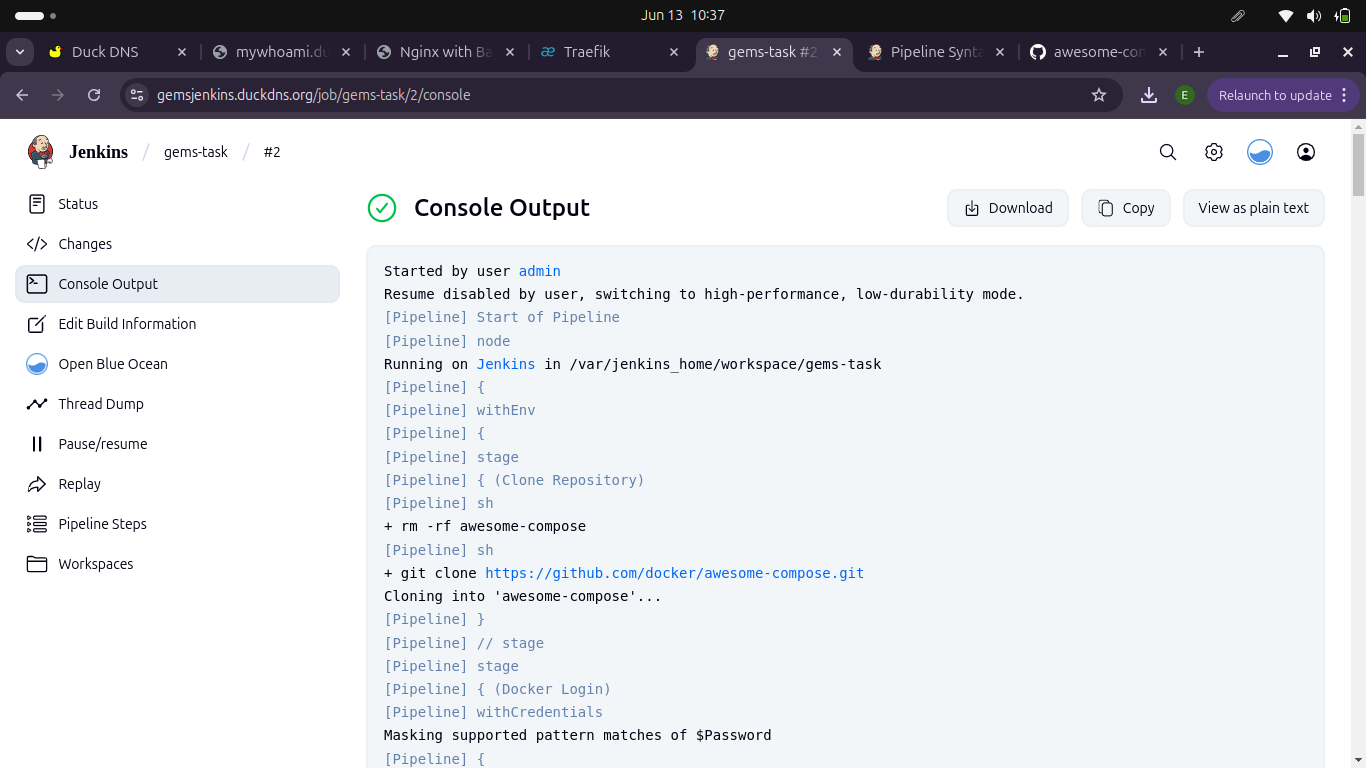 Jun 13 10:37
Duck DNS
mywhoami.du
Nginx with Ba
Traefik
gems-task #2
Pipeline Synta
awesome-con
gemsjenkins.duckdns.org/job/gems-task/2/console
E
Relaunch to update
Jenkins / gems-task / #2
Status
Changes
Console Output
Edit Build Information
Open Blue Ocean
Thread Dump
Pause/resume
Replay
Pipeline Steps
Workspaces
Console Output
Download
Copy
View as plain text
Started by user admin
Resume disabled by user, switching to high-performance, low-durability mode.
[Pipeline] Start of Pipeline
[Pipeline] node
Running on Jenkins in /var/jenkins_home/workspace/gems-task
[Pipeline] {
[Pipeline] withEnv
[Pipeline] {
[Pipeline] stage
[Pipeline] { (Clone Repository)
[Pipeline] sh
+ rm -rf awesome-compose
[Pipeline] sh
+ git clone https://github.com/docker/awesome-compose.git
Cloning into 'awesome-compose'...
[Pipeline] }
[Pipeline] // stage
[Pipeline] stage
[Pipeline] { (Docker Login)
[Pipeline] withCredentials
Masking supported pattern matches of $Password
[Pipeline] {